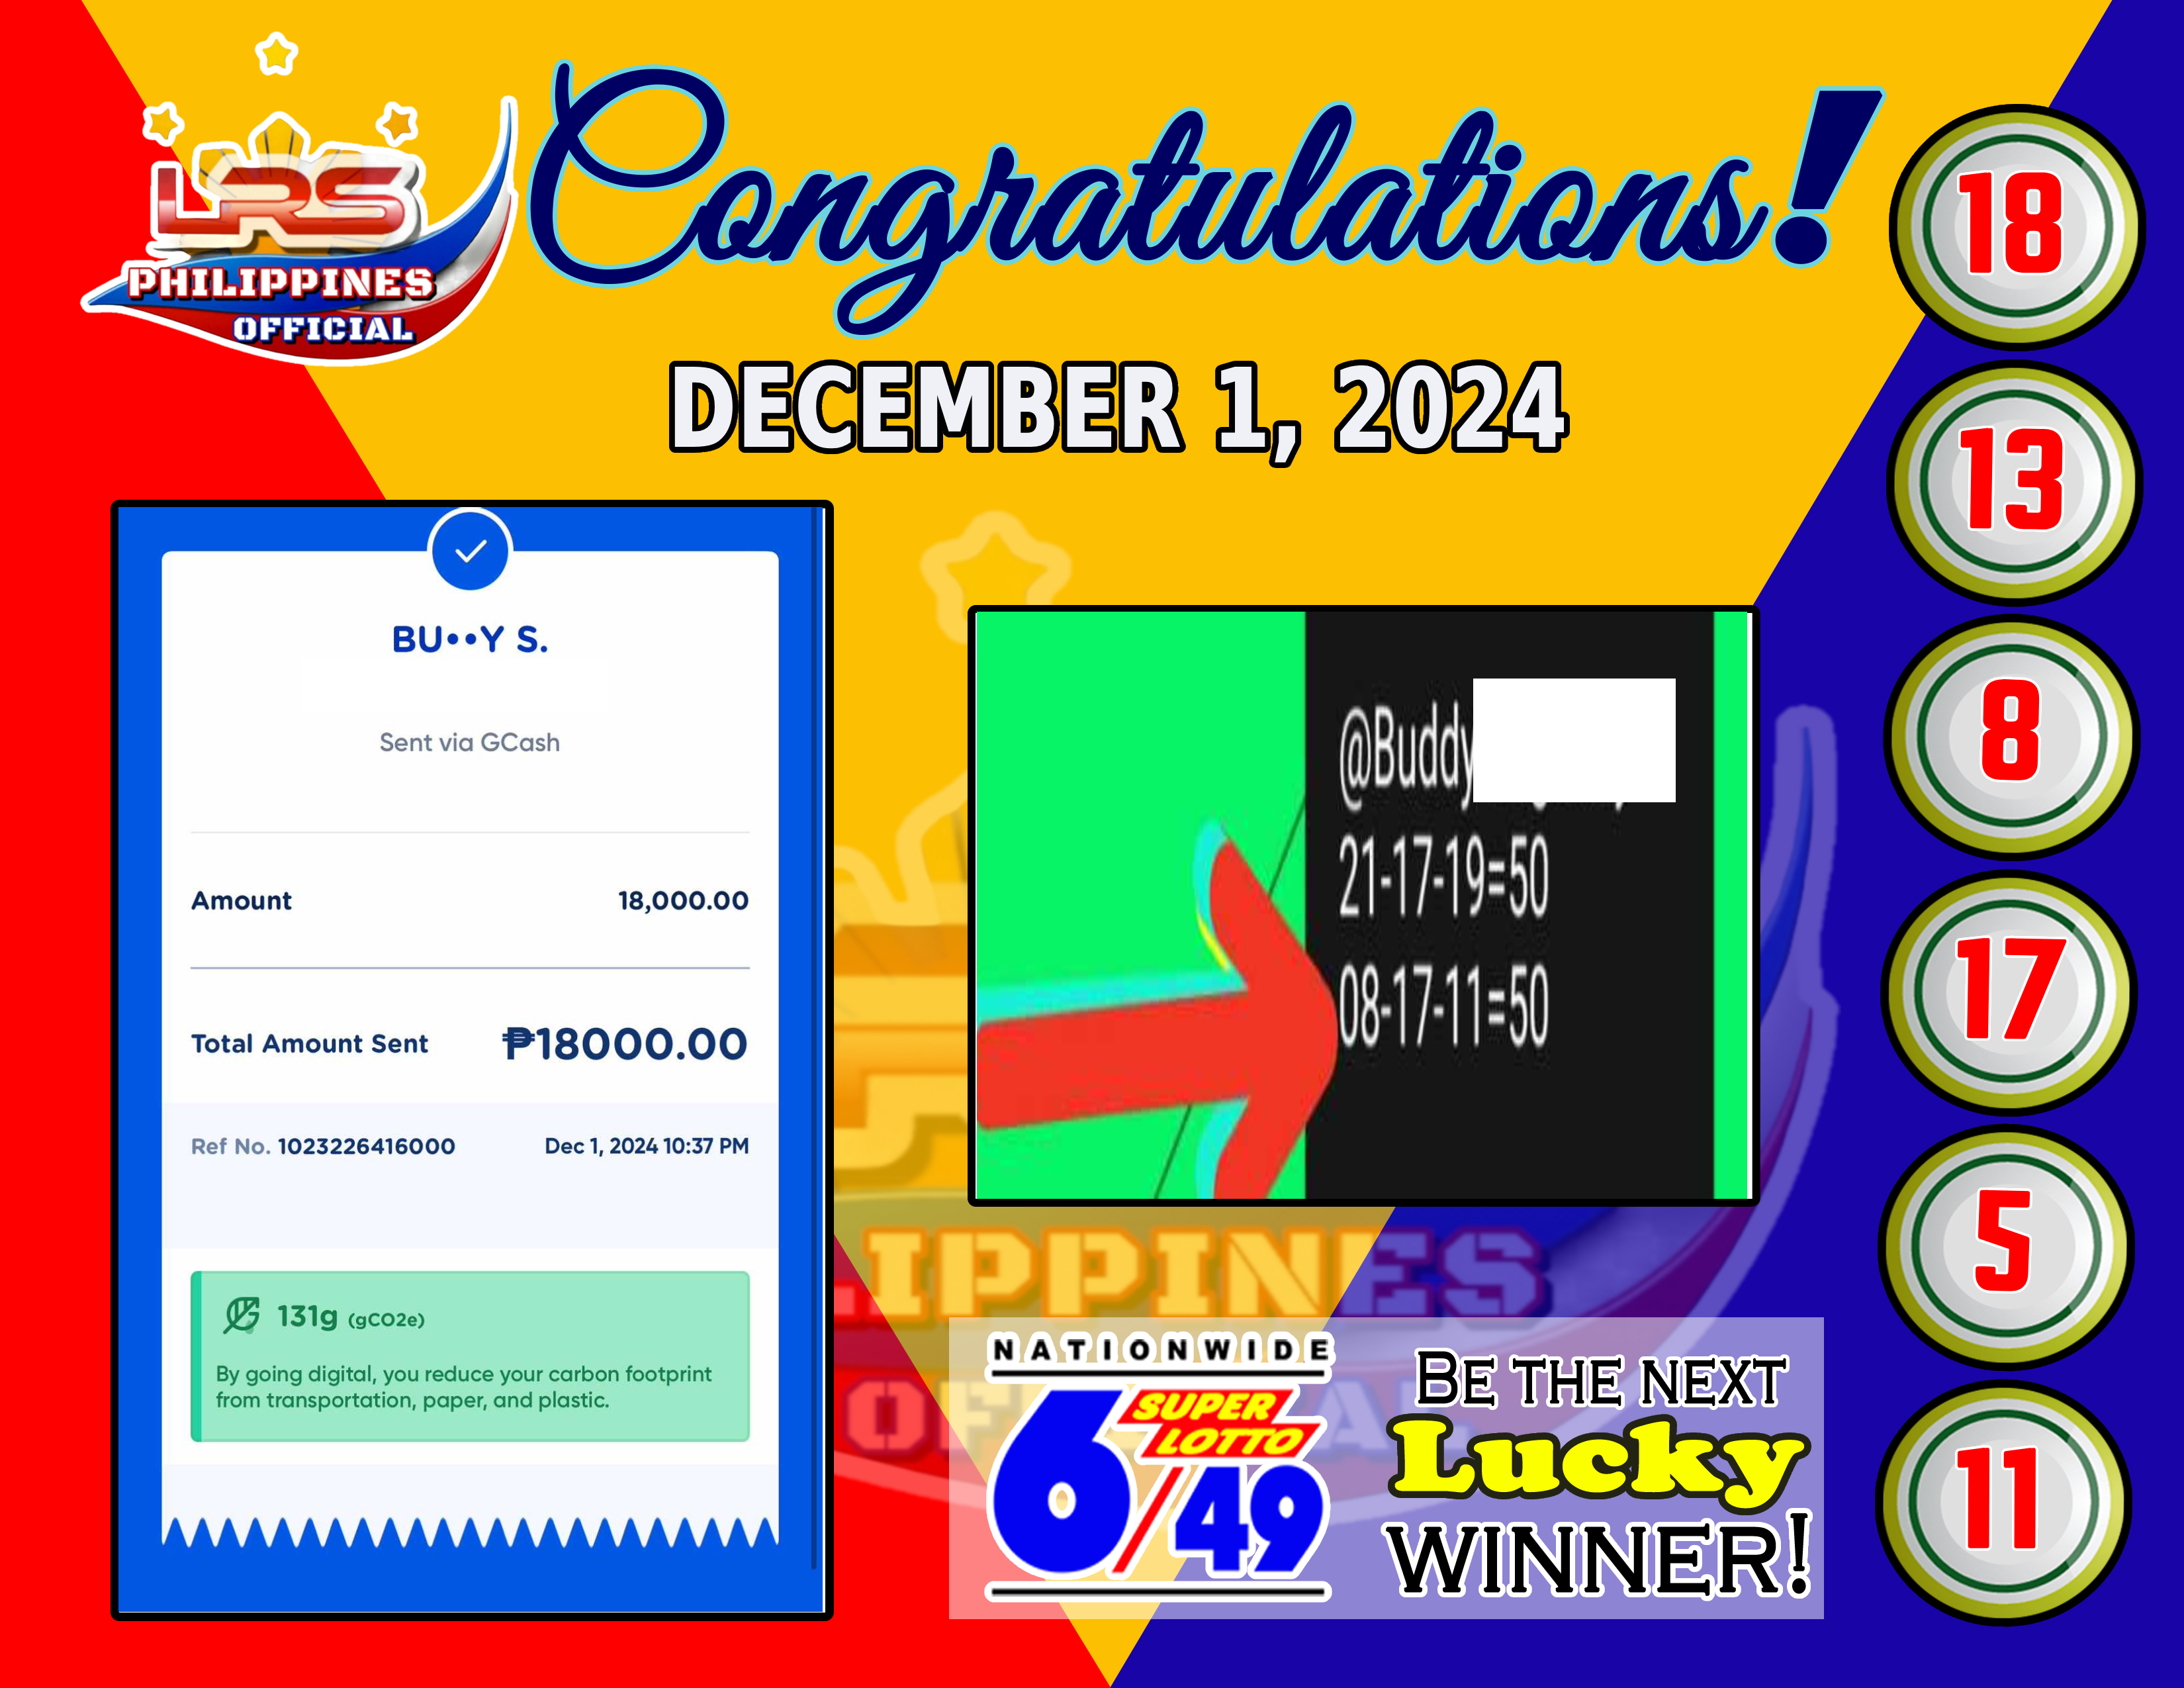 LRS
PHILIPPINES
OFFICIAL
Congratulations!
DECEMBER 1, 2024
BU••Y S.
Sent via GCash
Amount 18,000.00
Total Amount Sent ₱18000.00
Ref No. 1023226416000 Dec 1, 2024 10:37 PM
131g (gCO2e)
By going digital, you reduce your carbon footprint
from transportation, paper, and plastic.
@Buddy
21-17-19=50
08-17-11=50
IPPINES
NATIONWIDE
SUPER
LOTTO
6/49
BE THE NEXT
Lucky
WINNER!
18
13
8
17
5
11